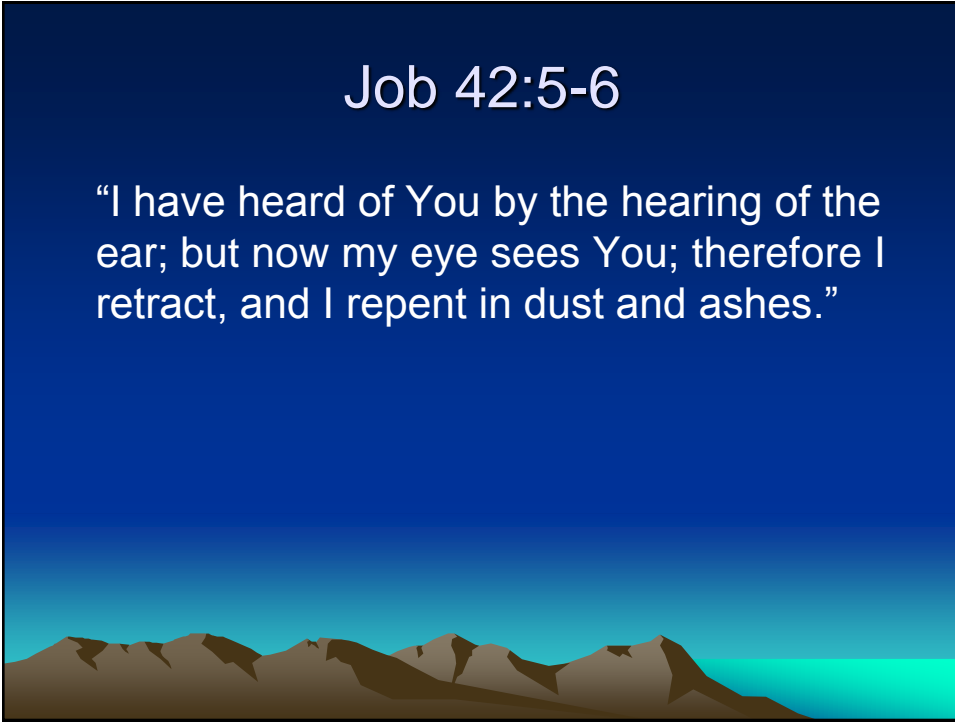 Job 42:5-6
“I have heard of You by the hearing of the
ear; but now my eye sees You; therefore I
retract, and I repent in dust and ashes.”